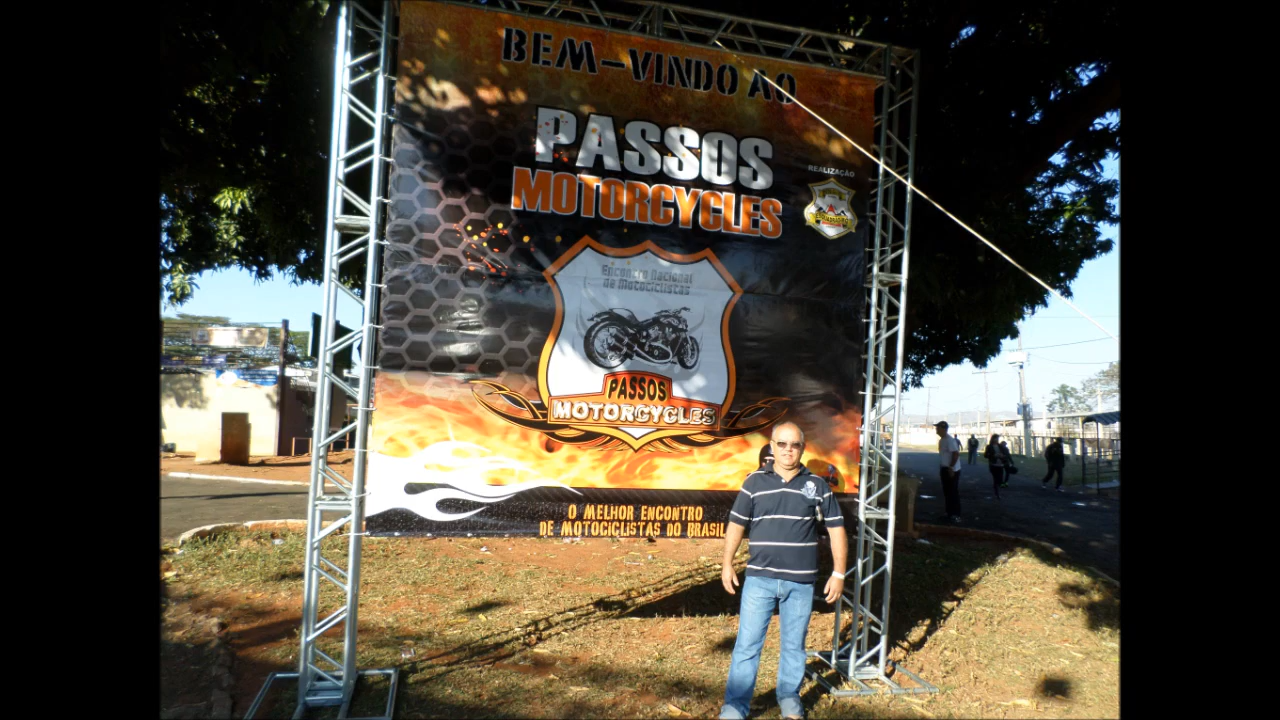 BEM-VINDO AO
PASSOS
MOTORCYCLES
REALIZAÇÃO
Encontro Nacional
de Motociclistas
PASSOS
MOTORCYCLES
O MELHOR ENCONTRO
DE MOTOCICLISTAS DO BRASIL